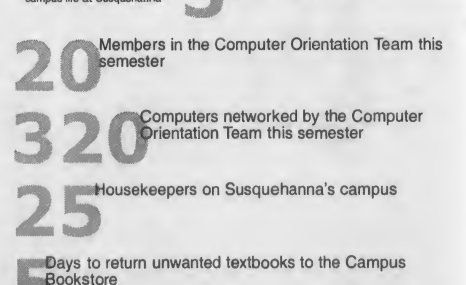 campus life at Susquehanna
20 Members in the Computer Orientation Team this
semester
320 Computers networked by the Computer
Orientation Team this semester
25 Housekeepers on Susquehanna's campus
5 Days to return unwanted textbooks to the Campus
Bookstore